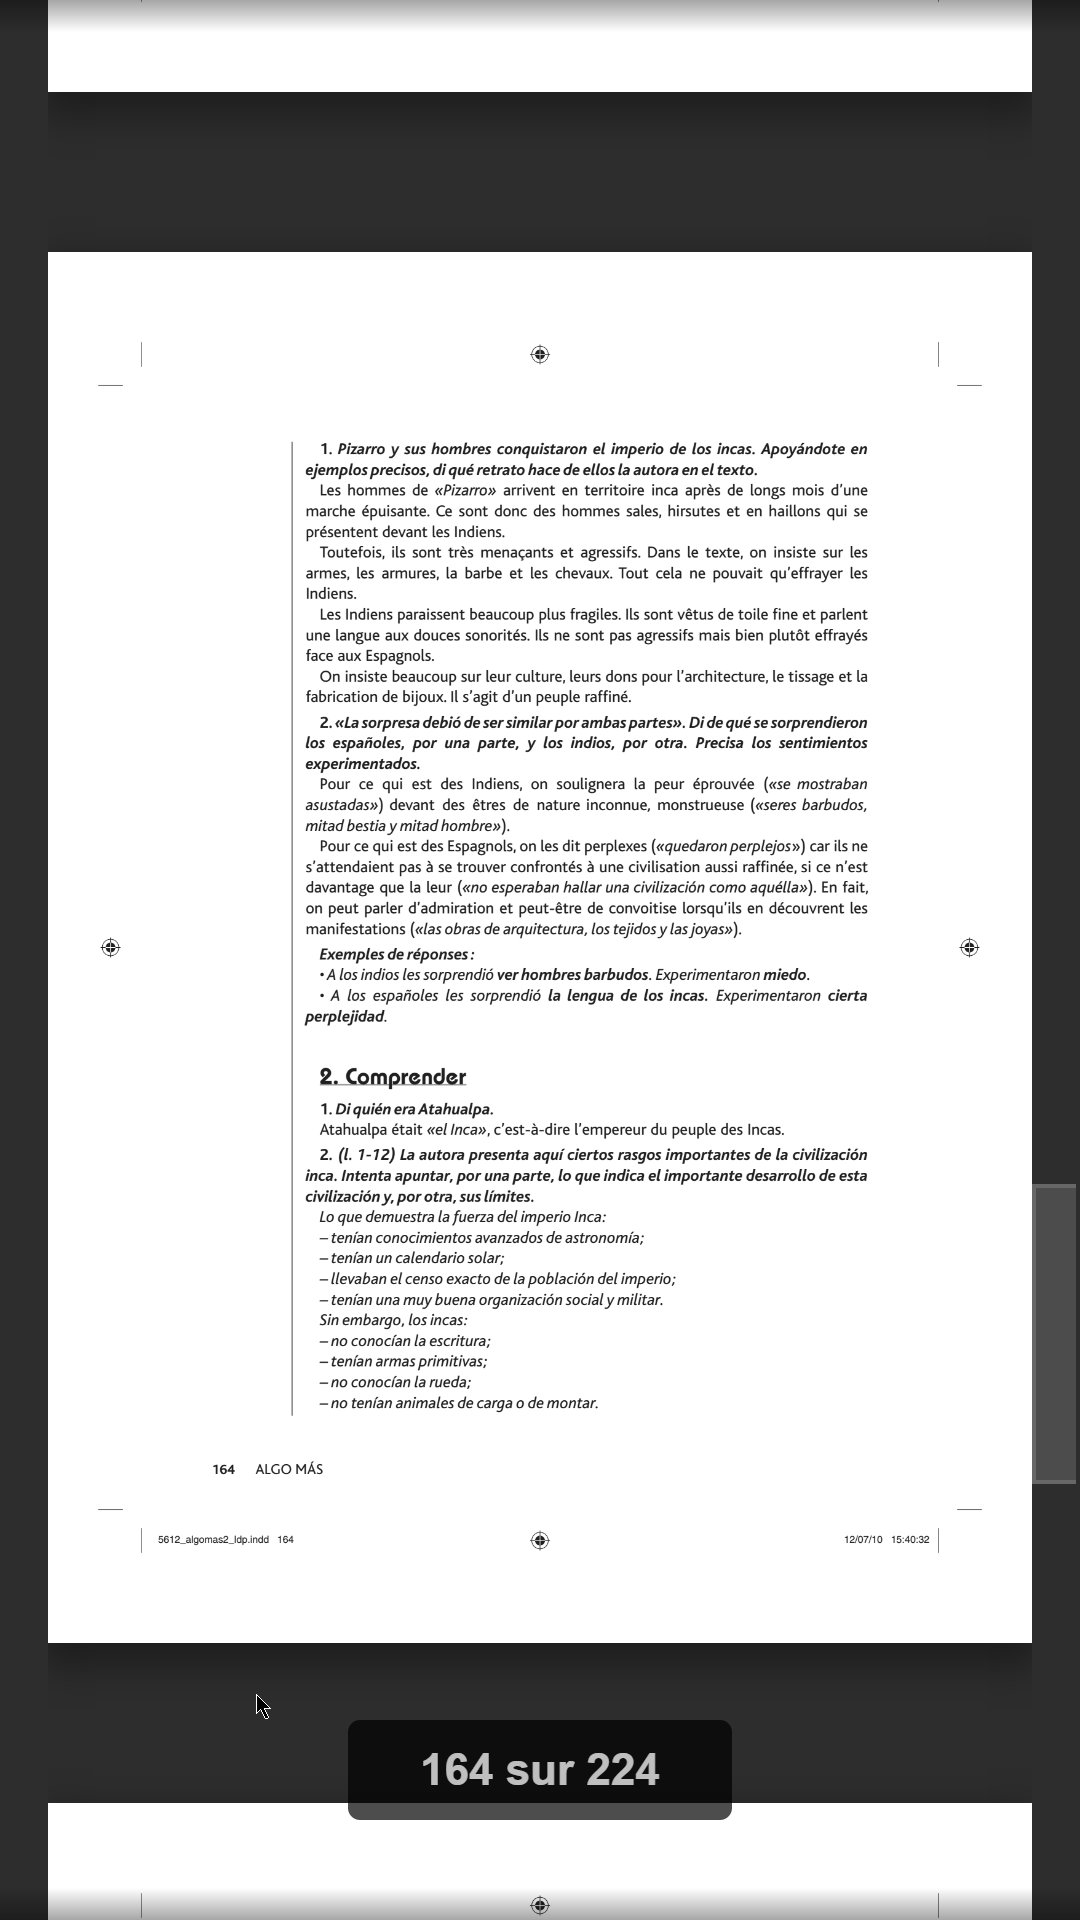 1. Pizarro y sus hombres conquistaron el imperio de los incas. Apoyándote en
ejemplos precisos, di qué retrato hace de ellos la autora en el texto.
Les hommes de «Pizarro» arrivent en territoire inca après de longs mois d’une
marche épuisante. Ce sont donc des hommes sales, hirsutes et en haillons qui se
présentent devant les Indiens.
Toutefois, ils sont très menaçants et agressifs. Dans le texte, on insiste sur les
armes, les armures, la barbe et les chevaux. Tout cela ne pouvait qu’effrayer les
Indiens.
Les Indiens paraissent beaucoup plus fragiles. Ils sont vêtus de toile fine et parlent
une langue aux douces sonorités. Ils ne sont pas agressifs mais bien plutôt effrayés
face aux Espagnols.
On insiste beaucoup sur leur culture, leurs dons pour l’architecture, le tissage et la
fabrication de bijoux. Il s’agit d’un peuple raffiné.
2. «La sorpresa debió de ser similar por ambas partes». Di de qué se sorprendieron
los españoles, por una parte, y los indios, por otra. Precisa los sentimientos
experimentados.
Pour ce qui est des Indiens, on soulignera la peur éprouvée («se mostraban
asustadas») devant des êtres de nature inconnue, monstrueuse («seres barbudos,
mitad bestia y mitad hombre»).
Pour ce qui est des Espagnols, on les dit perplexes («quedaron perplejos») car ils ne
s’attendaient pas à se trouver confrontés à une civilisation aussi raffinée, si ce n’est
davantage que la leur («no esperaban hallar una civilización como aquélla»). En fait,
on peut parler d’admiration et peut-être de convoitise lorsqu’ils en découvrent les
manifestations («las obras de arquitectura, los tejidos y las joyas»).
Exemples de réponses :
• A los indios les sorprendió ver hombres barbudos. Experimentaron miedo.
• A los españoles les sorprendió la lengua de los incas. Experimentaron cierta
perplejidad.
2. Comprender
1. Di quién era Atahualpa.
Atahualpa était «el Inca», c’est-à-dire l’empereur du peuple des Incas.
2. (l. 1-12) La autora presenta aquí ciertos rasgos importantes de la civilización
inca. Intenta apuntar, por una parte, lo que indica el importante desarrollo de esta
civilización y, por otra, sus límites.
Lo que demuestra la fuerza del imperio Inca:
– tenían conocimientos avanzados de astronomía;
– tenían un calendario solar;
– llevaban el censo exacto de la población del imperio;
– tenían una muy buena organización social y militar.
Sin embargo, los incas:
– no conocían la escritura;
– tenían armas primitivas;
– no conocían la rueda;
– no tenían animales de carga o de montar.
164 ALGO MÁS
5612_algomas2_ldp.indd 164 12/07/10 15:40:32
164 sur 224